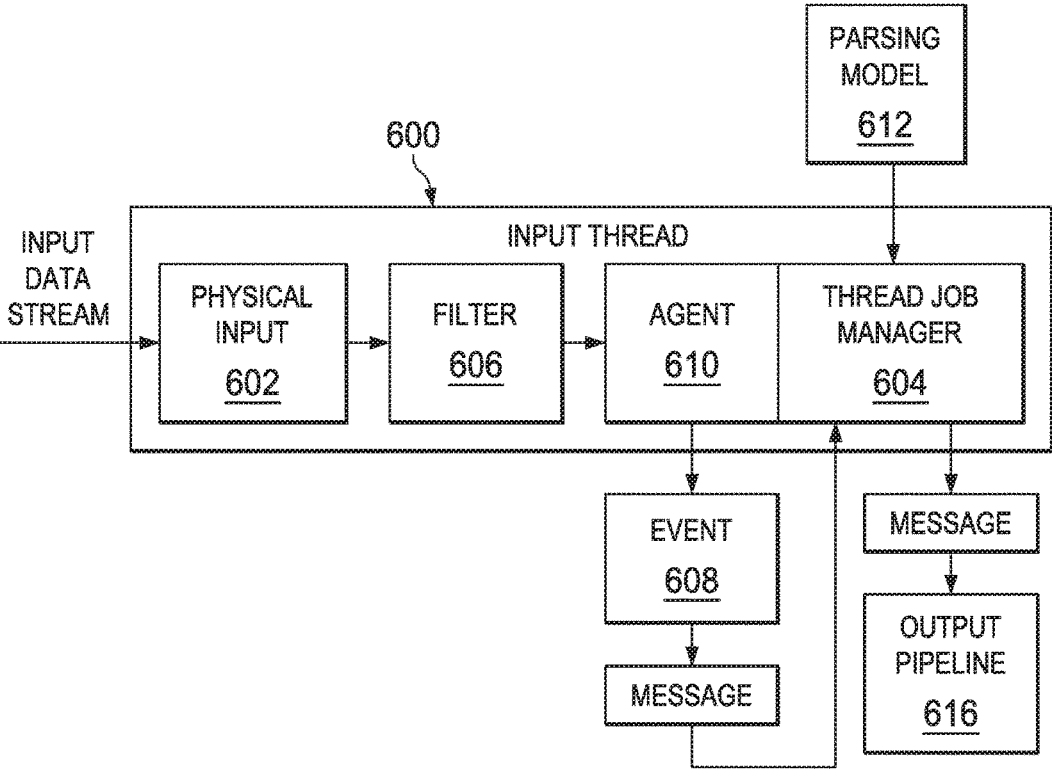 PARSING
MODEL
612
600
INPUT THREAD
INPUT
DATA
STREAM
PHYSICAL
INPUT
602
FILTER
606
AGENT
610
THREAD JOB
MANAGER
604
EVENT
608
MESSAGE
MESSAGE
OUTPUT
PIPELINE
616